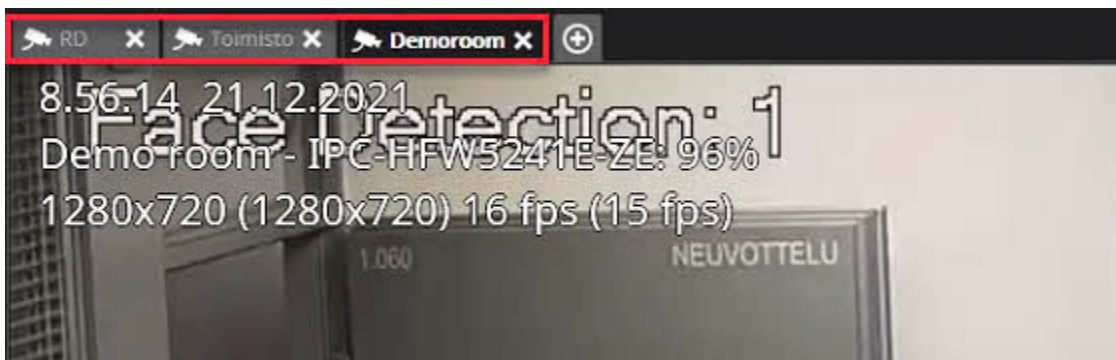 RD Toimisto Demoroom
8.56.14 21.12.2021
Face Detection: 1
Demo room - IPC-HFW5241E-ZE: 96%
1280x720 (1280x720) 16 fps (15 fps)
1.060 NEUVOTTELU